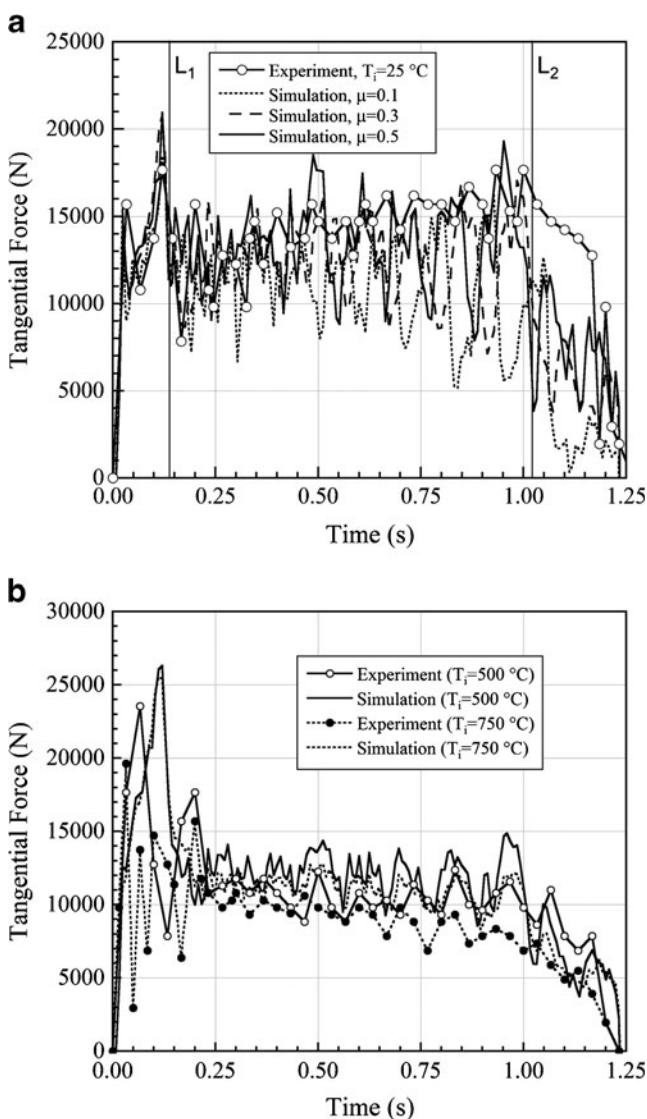 a
25000
20000
15000
10000
5000
0
Tangential Force (N)
L1
L2
Experiment, Ti=25 °C
Simulation, μ=0.1
Simulation, μ=0.3
Simulation, μ=0.5
0.00 0.25 0.50 0.75 1.00 1.25
Time (s)
b
30000
25000
20000
15000
10000
5000
0
Tangential Force (N)
Experiment (Ti=500 °C)
Simulation (Ti=500 °C)
Experiment (Ti=750 °C)
Simulation (Ti=750 °C)
0.00 0.25 0.50 0.75 1.00 1.25
Time (s)